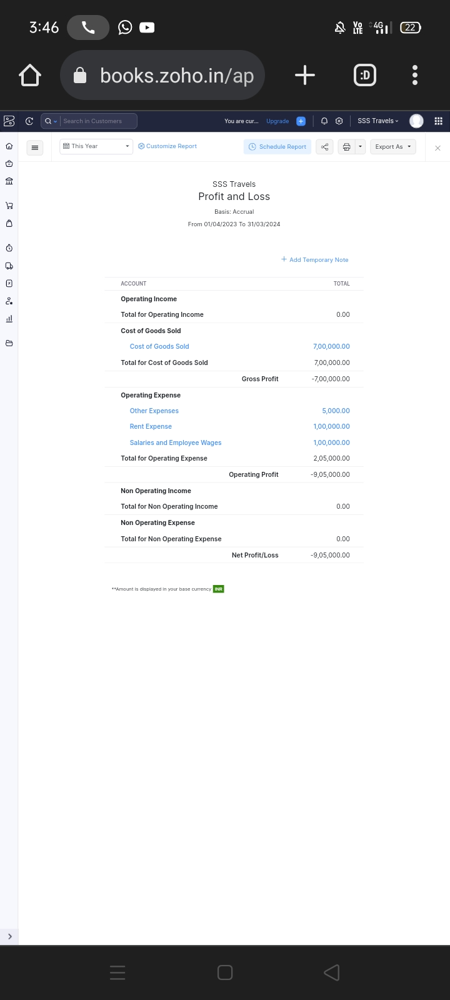 3:46
Vo LTE 4G 22
books.zoho.in/ap
:D
Search in Customers You are cur... Upgrade + SSS Travels
This Year Customize Report Schedule Report Export As
SSS Travels
Profit and Loss
Basis: Accrual
From 01/04/2023 To 31/03/2024
+ Add Temporary Note
ACCOUNT TOTAL
Operating Income
Total for Operating Income 0.00
Cost of Goods Sold
Cost of Goods Sold 7,00,000.00
Total for Cost of Goods Sold 7,00,000.00
Gross Profit -7,00,000.00
Operating Expense
Other Expenses 5,000.00
Rent Expense 1,00,000.00
Salaries and Employee Wages 1,00,000.00
Total for Operating Expense 2,05,000.00
Operating Profit -9,05,000.00
Non Operating Income
Total for Non Operating Income 0.00
Non Operating Expense
Total for Non Operating Expense 0.00
Net Profit/Loss -9,05,000.00
**Amount is displayed in your base currency INR